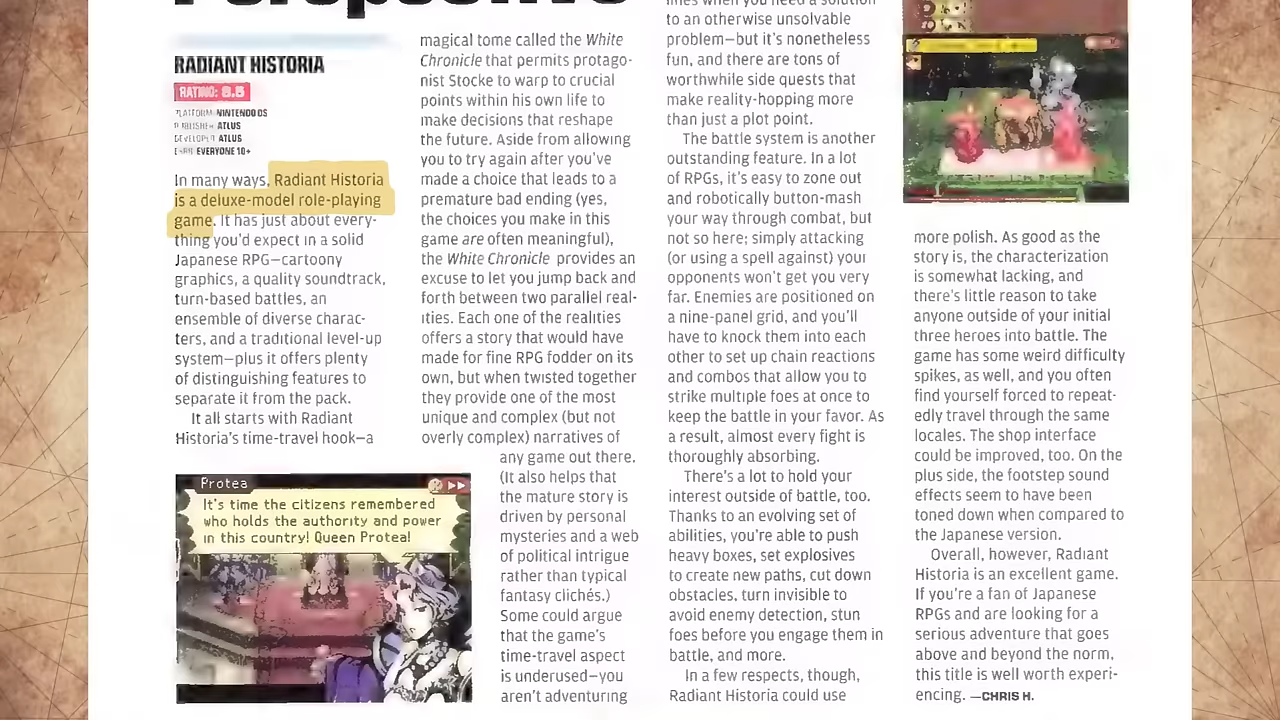 RADIANT HISTORIA
RATING: 8.5
PLATFORM: NINTENDO DS
PUBLISHER: ATLUS
DEVELOPER: ATLUS
ESRB: EVERYONE 10+
In many ways, Radiant Historia
is a deluxe-model role-playing
game. It has just about every-
thing you'd expect in a solid
Japanese RPG—cartoony
graphics, a quality soundtrack,
turn-based battles, an
ensemble of diverse charac-
ters, and a traditional level-up
system—plus it offers plenty
of distinguishing features to
separate it from the pack.
It all starts with Radiant
Historia's time-travel hook—a
Protea
It's time the citizens remembered
who holds the authority and power
in this country! Queen Protea!
magical tome called the White
Chronicle that permits protago-
nist Stocke to warp to crucial
points within his own life to
make decisions that reshape
the future. Aside from allowing
you to try again after you've
made a choice that leads to a
premature bad ending (yes,
the choices you make in this
game are often meaningful),
the White Chronicle provides an
excuse to let you jump back and
forth between two parallel real-
ities. Each one of the realities
offers a story that would have
made for fine RPG fodder on its
own, but when twisted together
they provide one of the most
unique and complex (but not
overly complex) narratives of
any game out there.
(It also helps that
the mature story is
driven by personal
mysteries and a web
of political intrigue
rather than typical
fantasy clichés.)
Some could argue
that the game's
time-travel aspect
is underused—you
aren't adventuring
times when you need a solution
to an otherwise unsolvable
problem—but it's nonetheless
fun, and there are tons of
worthwhile side quests that
make reality-hopping more
than just a plot point.
The battle system is another
outstanding feature. In a lot
of RPGs, it's easy to zone out
and robotically button-mash
your way through combat, but
not so here; simply attacking
(or using a spell against) your
opponents won't get you very
far. Enemies are positioned on
a nine-panel grid, and you'll
have to knock them into each
other to set up chain reactions
and combos that allow you to
strike multiple foes at once to
keep the battle in your favor. As
a result, almost every fight is
thoroughly absorbing.
There's a lot to hold your
interest outside of battle, too.
Thanks to an evolving set of
abilities, you're able to push
heavy boxes, set explosives
to create new paths, cut down
obstacles, turn invisible to
avoid enemy detection, stun
foes before you engage them in
battle, and more.
In a few respects, though,
Radiant Historia could use
more polish. As good as the
story is, the characterization
is somewhat lacking, and
there's little reason to take
anyone outside of your initial
three heroes into battle. The
game has some weird difficulty
spikes, as well, and you often
find yourself forced to repeat-
edly travel through the same
locales. The shop interface
could be improved, too. On the
plus side, the footstep sound
effects seem to have been
toned down when compared to
the Japanese version.
Overall, however, Radiant
Historia is an excellent game.
If you're a fan of Japanese
RPGs and are looking for a
serious adventure that goes
above and beyond the norm,
this title is well worth experi-
encing. —CHRIS H.